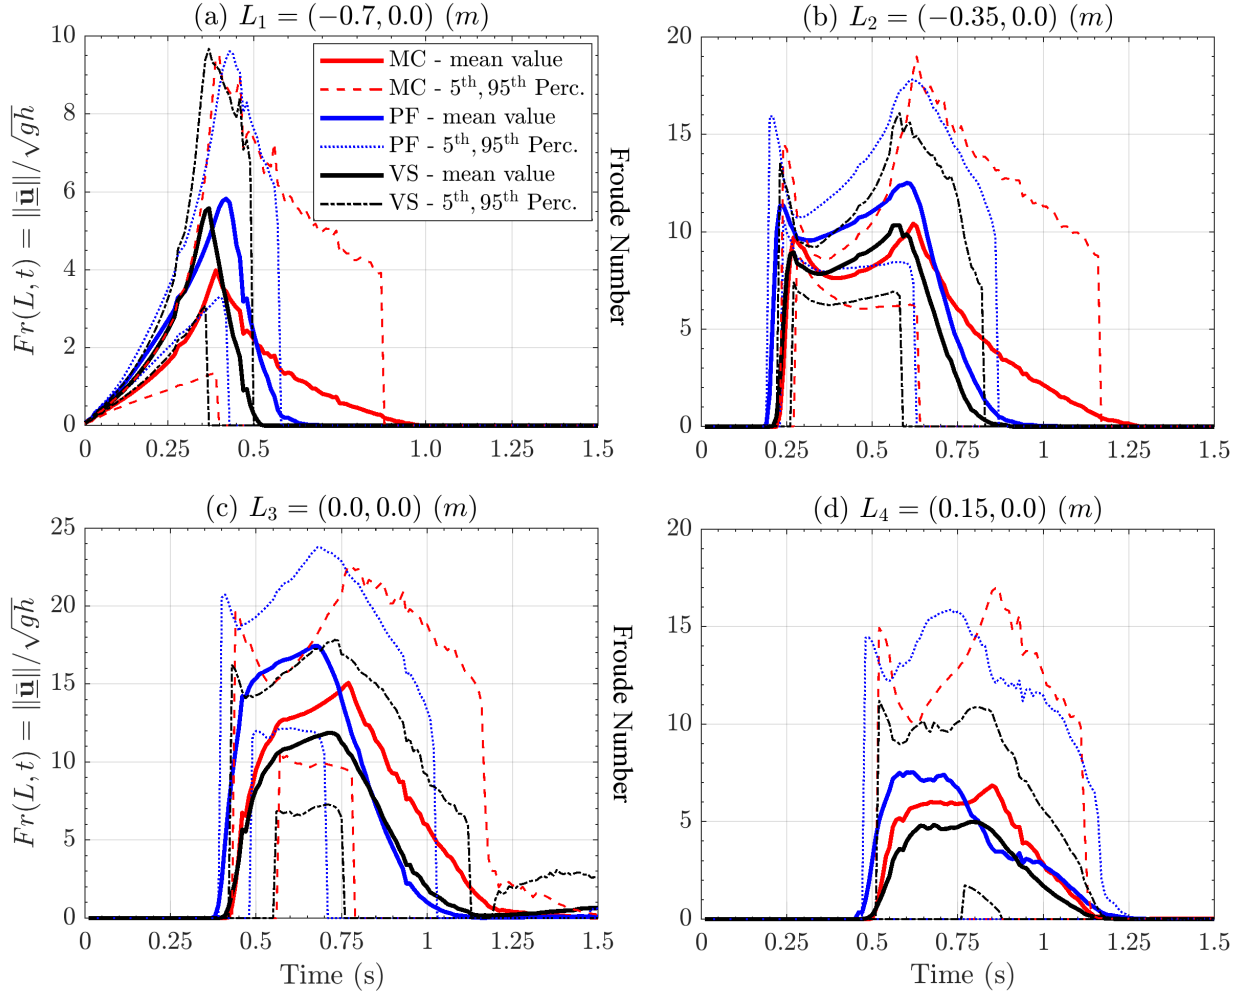 (a) L₁ = (−0.7, 0.0) (m)
Fr(L, t) = ||ū||/√gh
10
8
6
4
2
0
0 0.25 0.5 1.0 1.25 1.5
MC - mean value
MC - 5th, 95th Perc.
PF - mean value
PF - 5th, 95th Perc.
VS - mean value
VS - 5th, 95th Perc.
(b) L₂ = (−0.35, 0.0) (m)
Froude Number
20
15
10
5
0
0 0.25 0.5 0.75 1 1.25 1.5
(c) L₃ = (0.0, 0.0) (m)
Fr(L, t) = ||ū||/√gh
25
20
15
10
5
0
0 0.25 0.5 0.75 1 1.25 1.5
Time (s)
(d) L₄ = (0.15, 0.0) (m)
Froude Number
20
15
10
5
0
0 0.25 0.5 0.75 1 1.25 1.5
Time (s)